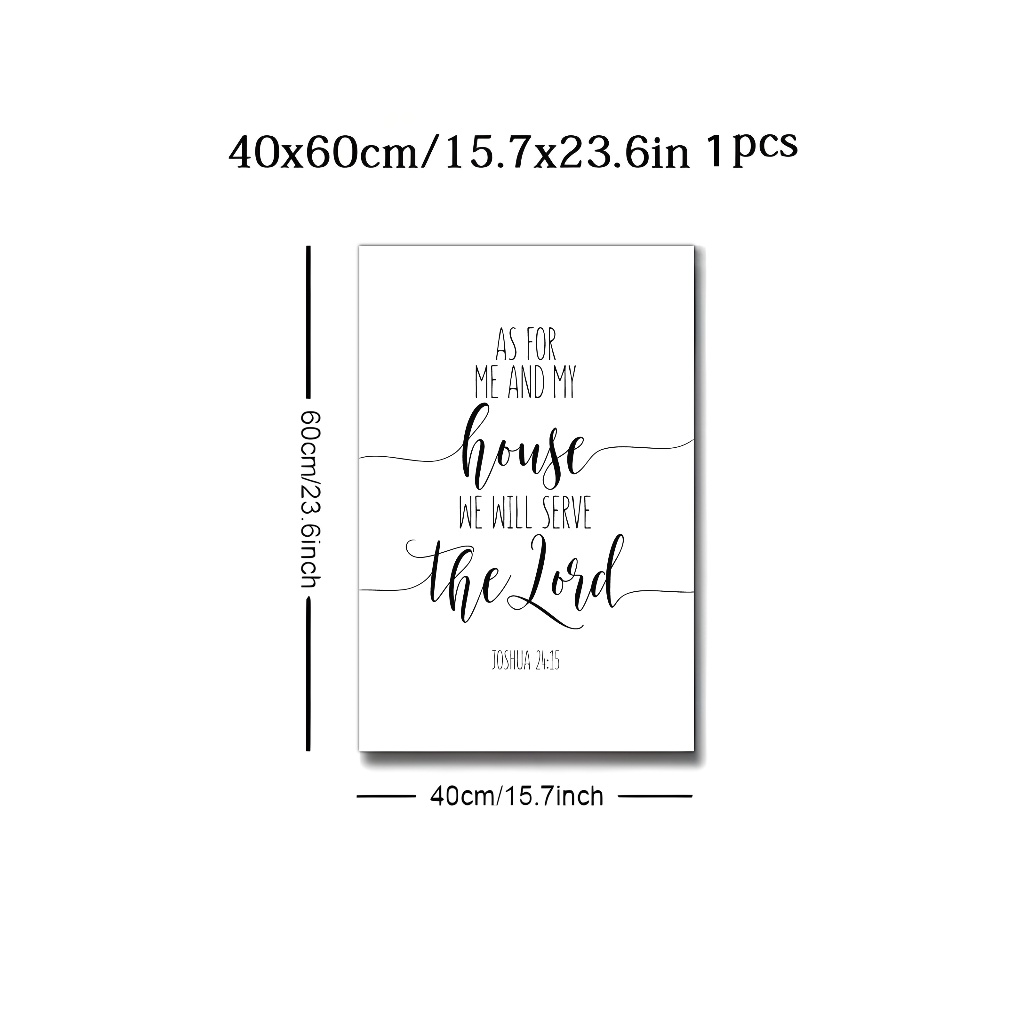 40x60cm/15.7x23.6in 1pcs
60cm/23.6inch
AS FOR
ME AND MY
house
WE WILL SERVE
the Lord
JOSHUA 24:15
40cm/15.7inch